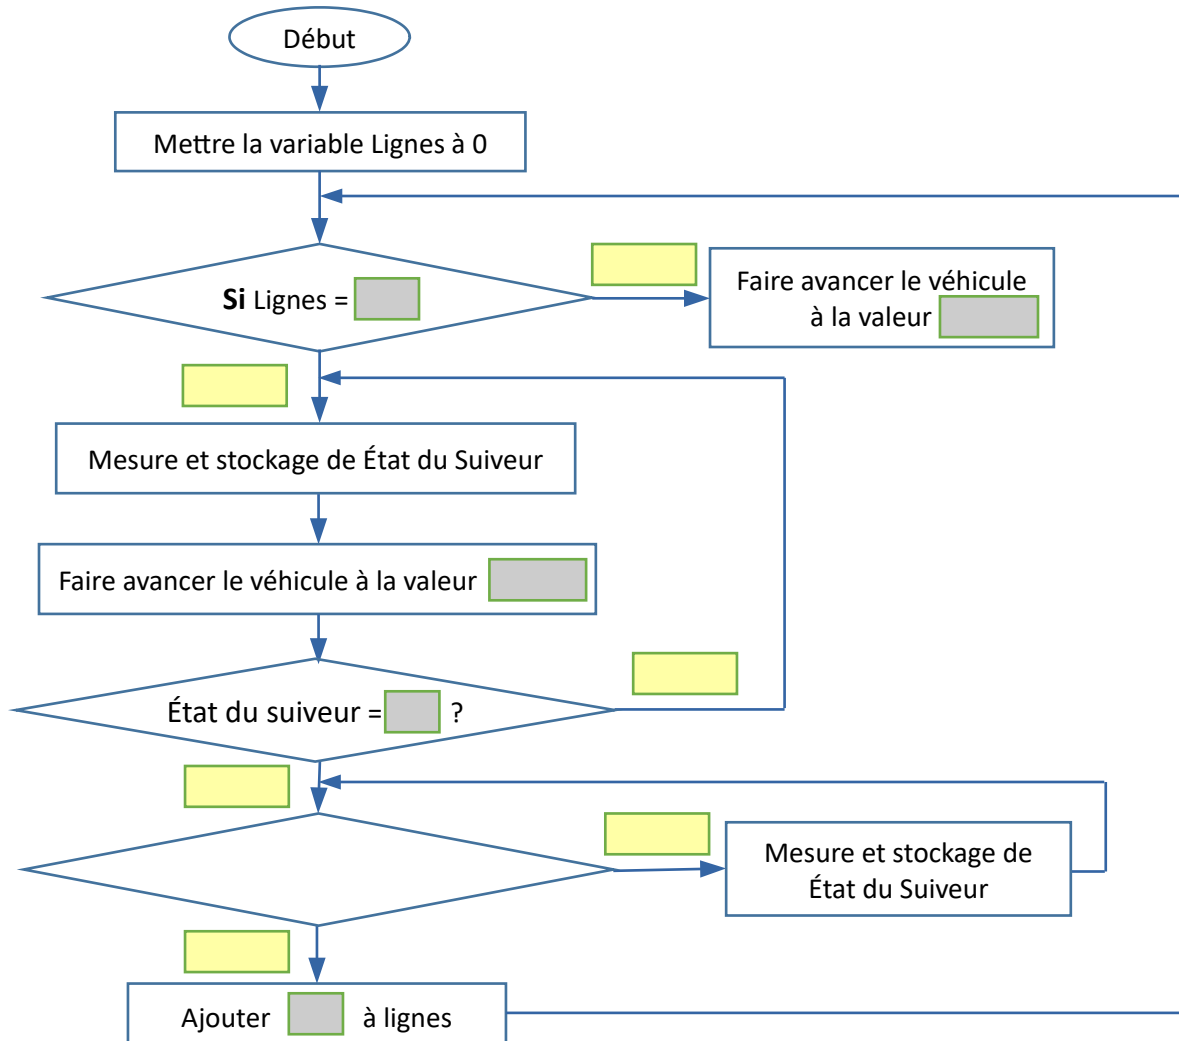 Début
Mettre la variable Lignes à 0
Si Lignes =
Faire avancer le véhicule
à la valeur
Mesure et stockage de État du Suiveur
Faire avancer le véhicule à la valeur
État du suiveur = ?
Mesure et stockage de
État du Suiveur
Ajouter à lignes